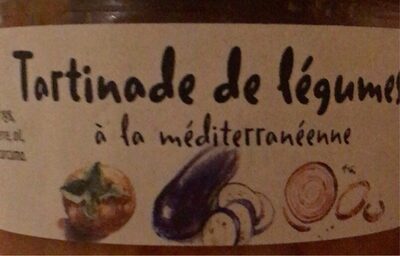 Tartinade de légumes
à la méditerranéenne